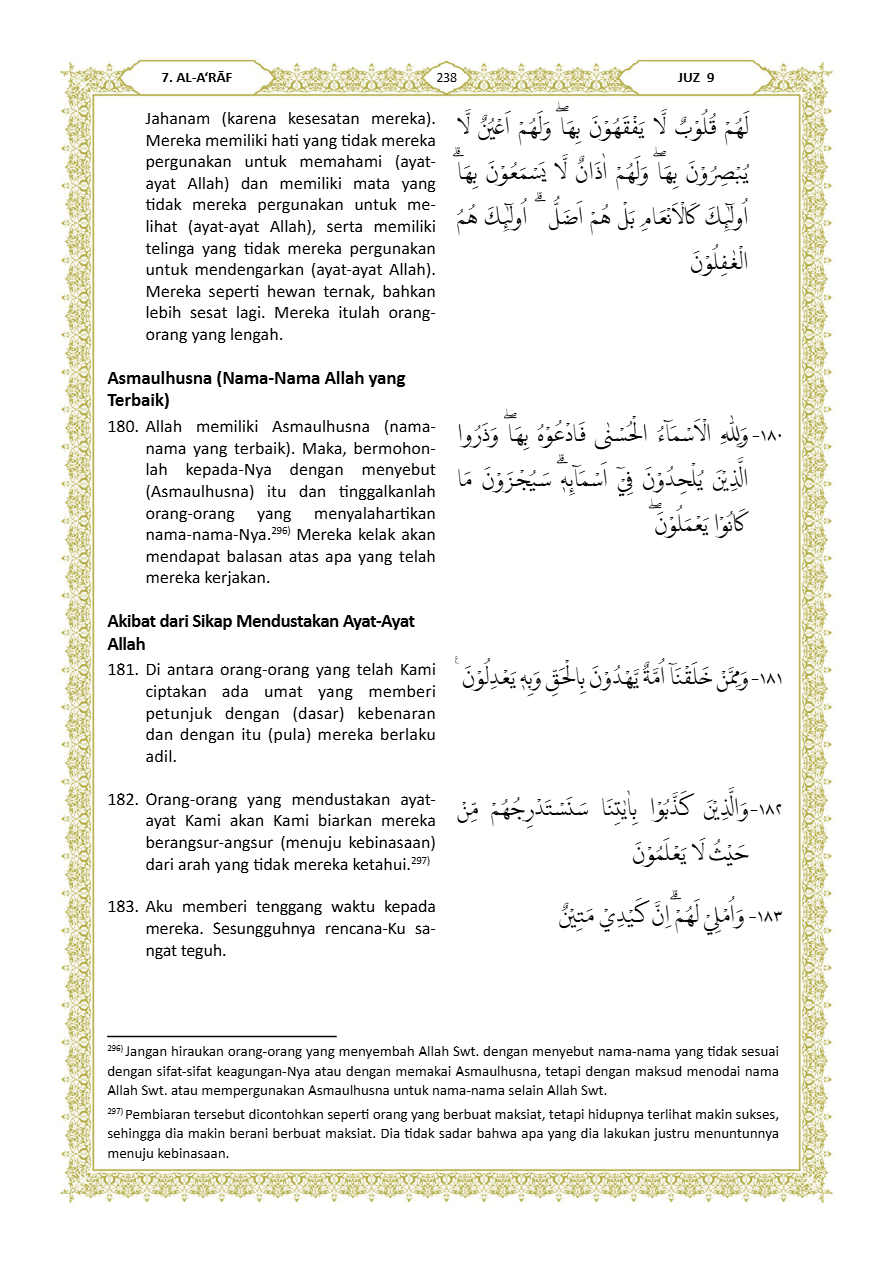 7. AL-A‘RĀF
238
JUZ 9
Jahanam (karena kesesatan mereka).
Mereka memiliki hati yang tidak mereka
pergunakan untuk memahami (ayat-
ayat Allah) dan memiliki mata yang
tidak mereka pergunakan untuk me-
lihat (ayat-ayat Allah), serta memiliki
telinga yang tidak mereka pergunakan
untuk mendengarkan (ayat-ayat Allah).
Mereka seperti hewan ternak, bahkan
lebih sesat lagi. Mereka itulah orang-
orang yang lengah.
لَهُمْ قُلُوْبٌ لَّا يَفْقَهُوْنَ بِهَاۖ وَلَهُمْ اَعْيُنٌ لَّا
يُبْصِرُوْنَ بِهَاۖ وَلَهُمْ اٰذَانٌ لَّا يَسْمَعُوْنَ بِهَاۗ
اُولٰۤىِٕكَ كَالْاَنْعَامِ بَلْ هُمْ اَضَلُّ ۗ اُولٰۤىِٕكَ هُمُ
الْغٰفِلُوْنَ
Asmaulhusna (Nama-Nama Allah yang
Terbaik)
180. Allah memiliki Asmaulhusna (nama-
nama yang terbaik). Maka, bermohon-
lah kepada-Nya dengan menyebut
(Asmaulhusna) itu dan tinggalkanlah
orang-orang yang menyalahartikan
nama-nama-Nya.296) Mereka kelak akan
mendapat balasan atas apa yang telah
mereka kerjakan.
١٨٠- وَلِلّٰهِ الْاَسْمَاۤءُ الْحُسْنٰى فَادْعُوْهُ بِهَاۖ وَذَرُوا
الَّذِيْنَ يُلْحِدُوْنَ فِيْٓ اَسْمَاۤىِٕهٖۗ سَيُجْزَوْنَ مَا
كَانُوْا يَعْمَلُوْنَۖ
Akibat dari Sikap Mendustakan Ayat-Ayat
Allah
181. Di antara orang-orang yang telah Kami
ciptakan ada umat yang memberi
petunjuk dengan (dasar) kebenaran
dan dengan itu (pula) mereka berlaku
adil.
١٨١- وَمِمَّنْ خَلَقْنَآ اُمَّةٌ يَّهْدُوْنَ بِالْحَقِّ وَبِهٖ يَعْدِلُوْنَ ࣖ
182. Orang-orang yang mendustakan ayat-
ayat Kami akan Kami biarkan mereka
berangsur-angsur (menuju kebinasaan)
dari arah yang tidak mereka ketahui.297)
١٨٢- وَالَّذِيْنَ كَذَّبُوْا بِاٰيٰتِنَا سَنَسْتَدْرِجُهُمْ مِّنْ
حَيْثُ لَا يَعْلَمُوْنَ
183. Aku memberi tenggang waktu kepada
mereka. Sesungguhnya rencana-Ku sa-
ngat teguh.
١٨٣- وَاُمْلِيْ لَهُمْۗ اِنَّ كَيْدِيْ مَتِيْنٌ
296) Jangan hiraukan orang-orang yang menyembah Allah Swt. dengan menyebut nama-nama yang tidak sesuai
dengan sifat-sifat keagungan-Nya atau dengan memakai Asmaulhusna, tetapi dengan maksud menodai nama
Allah Swt. atau mempergunakan Asmaulhusna untuk nama-nama selain Allah Swt.
297) Pembiaran tersebut dicontohkan seperti orang yang berbuat maksiat, tetapi hidupnya terlihat makin sukses,
sehingga dia makin berani berbuat maksiat. Dia tidak sadar bahwa apa yang dia lakukan justru menuntunnya
menuju kebinasaan.